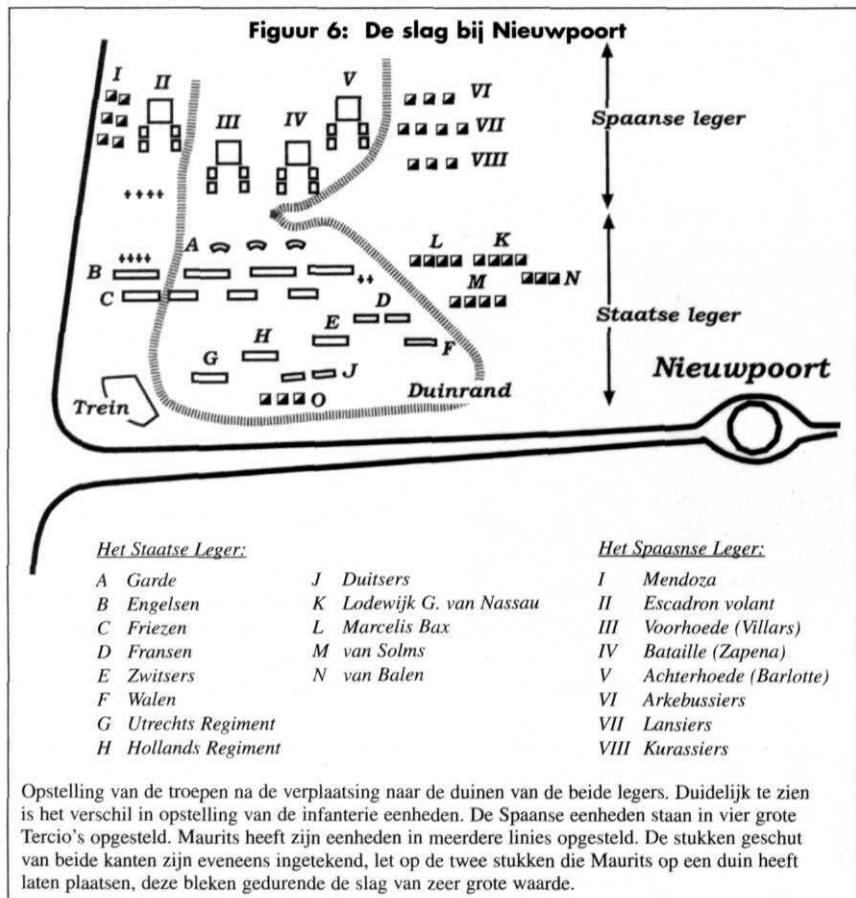 Figuur 6: De slag bij Nieuwpoort
I
II
III
IV
V
VI
VII
VIII
Spaanse leger
A
B
C
L
K
M
N
D
E
F
H
G
J
O
Staatse leger
Trein
Duinrand
Nieuwpoort
Het Staatse Leger:
A Garde
B Engelsen
C Friezen
D Fransen
E Zwitsers
F Walen
G Utrechts Regiment
H Hollands Regiment
J Duitsers
K Lodewijk G. van Nassau
L Marcelis Bax
M van Solms
N van Balen
Het Spaasnse Leger:
I Mendoza
II Escadron volant
III Voorhoede (Villars)
IV Bataille (Zapena)
V Achterhoede (Barlotte)
VI Arkebussiers
VII Lansiers
VIII Kurassiers
Opstelling van de troepen na de verplaatsing naar de duinen van de beide legers. Duidelijk te zien
is het verschil in opstelling van de infanterie eenheden. De Spaanse eenheden staan in vier grote
Tercio's opgesteld. Maurits heeft zijn eenheden in meerdere linies opgesteld. De stukken geschut
van beide kanten zijn eveneens ingetekend, let op de twee stukken die Maurits op een duin heeft
laten plaatsen, deze bleken gedurende de slag van zeer grote waarde.